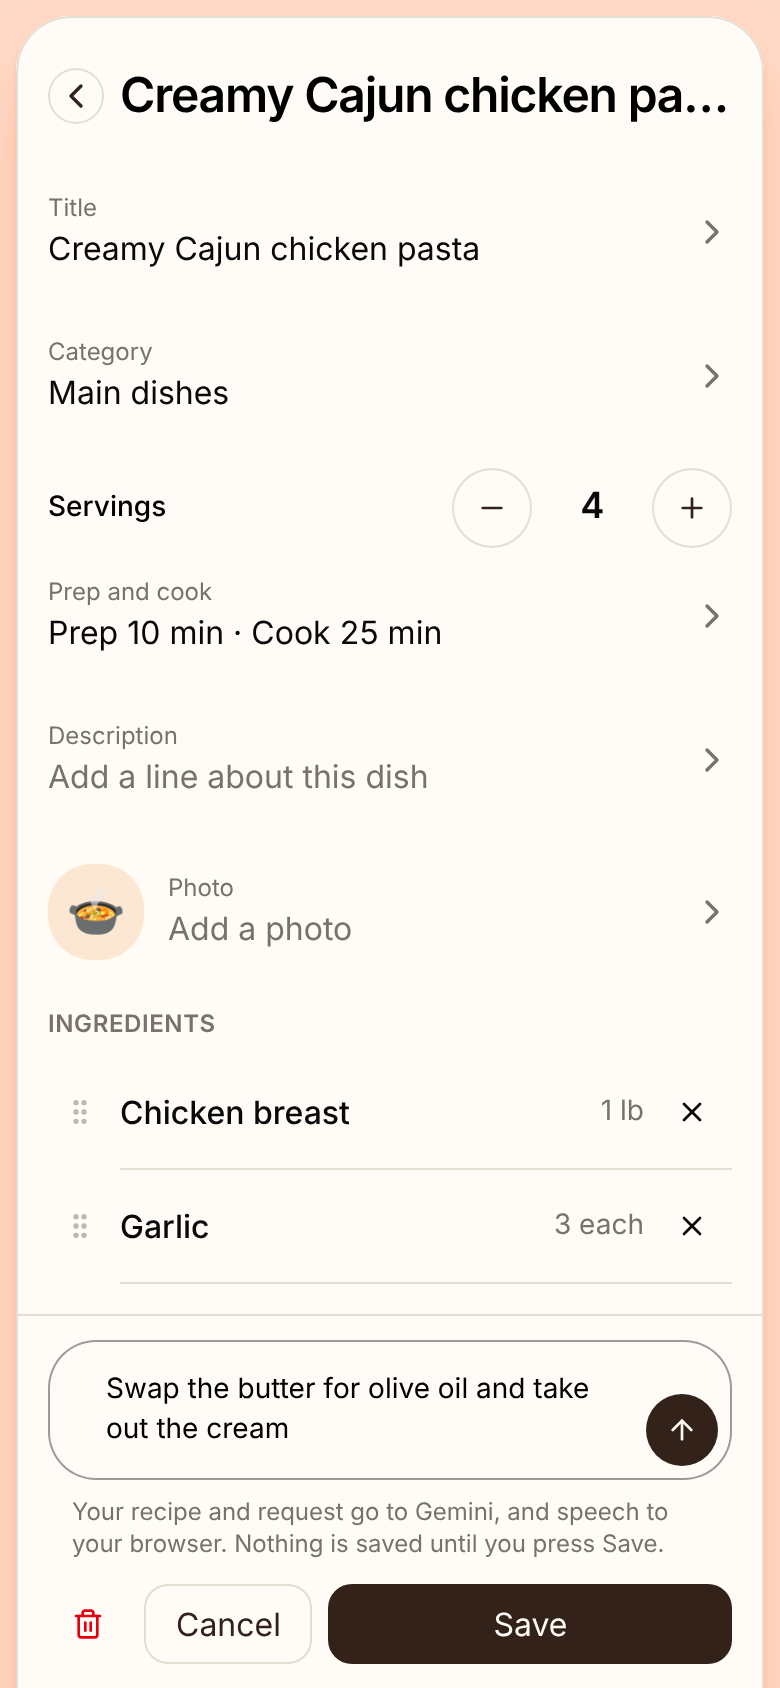 Creamy Cajun chicken pa...
Title
Creamy Cajun chicken pasta
Category
Main dishes
Servings
4
Prep and cook
Prep 10 min · Cook 25 min
Description
Add a line about this dish
Photo
Add a photo
INGREDIENTS
Chicken breast 1 lb
Garlic 3 each
Swap the butter for olive oil and take
out the cream
Your recipe and request go to Gemini, and speech to
your browser. Nothing is saved until you press Save.
Cancel Save